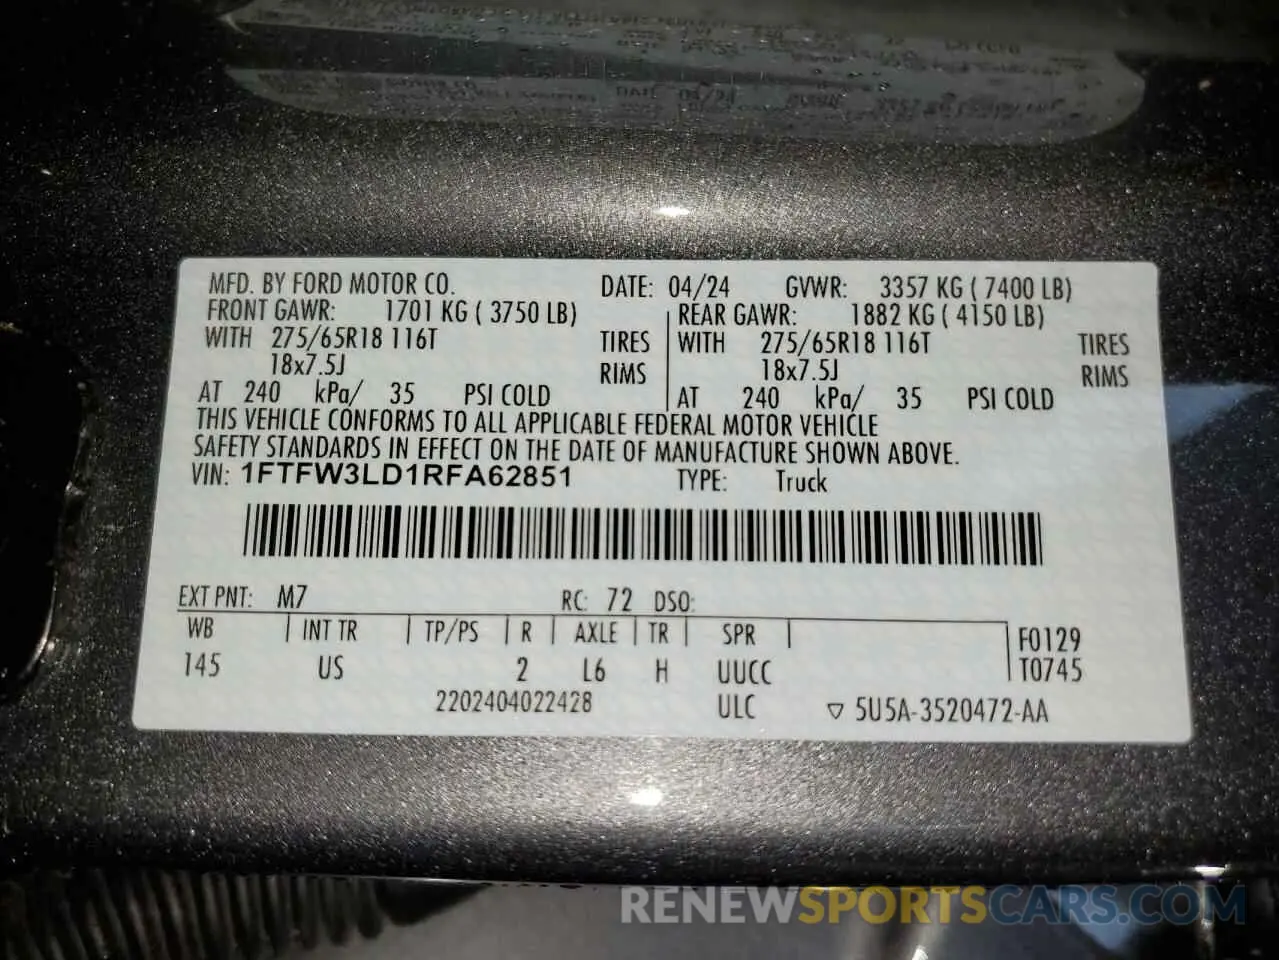 MFD. BY FORD MOTOR CO. DATE: 04/24 GVWR: 3357 KG ( 7400 LB)
FRONT GAWR: 1701 KG ( 3750 LB) REAR GAWR: 1882 KG ( 4150 LB)
WITH 275/65R18 116T TIRES WITH 275/65R18 116T TIRES
18x7.5J RIMS 18x7.5J RIMS
AT 240 kPa/ 35 PSI COLD AT 240 kPa/ 35 PSI COLD
THIS VEHICLE CONFORMS TO ALL APPLICABLE FEDERAL MOTOR VEHICLE
SAFETY STANDARDS IN EFFECT ON THE DATE OF MANUFACTURE SHOWN ABOVE.
VIN: 1FTFW3LD1RFA62851 TYPE: Truck
EXT PNT: M7 RC: 72 DSO:
WB INT TR TP/PS R AXLE TR SPR F0129
145 US 2 L6 H UUCC T0745
2202404022428 ULC ▽ 5U5A-3520472-AA
RENEWSPORTSCARS.COM